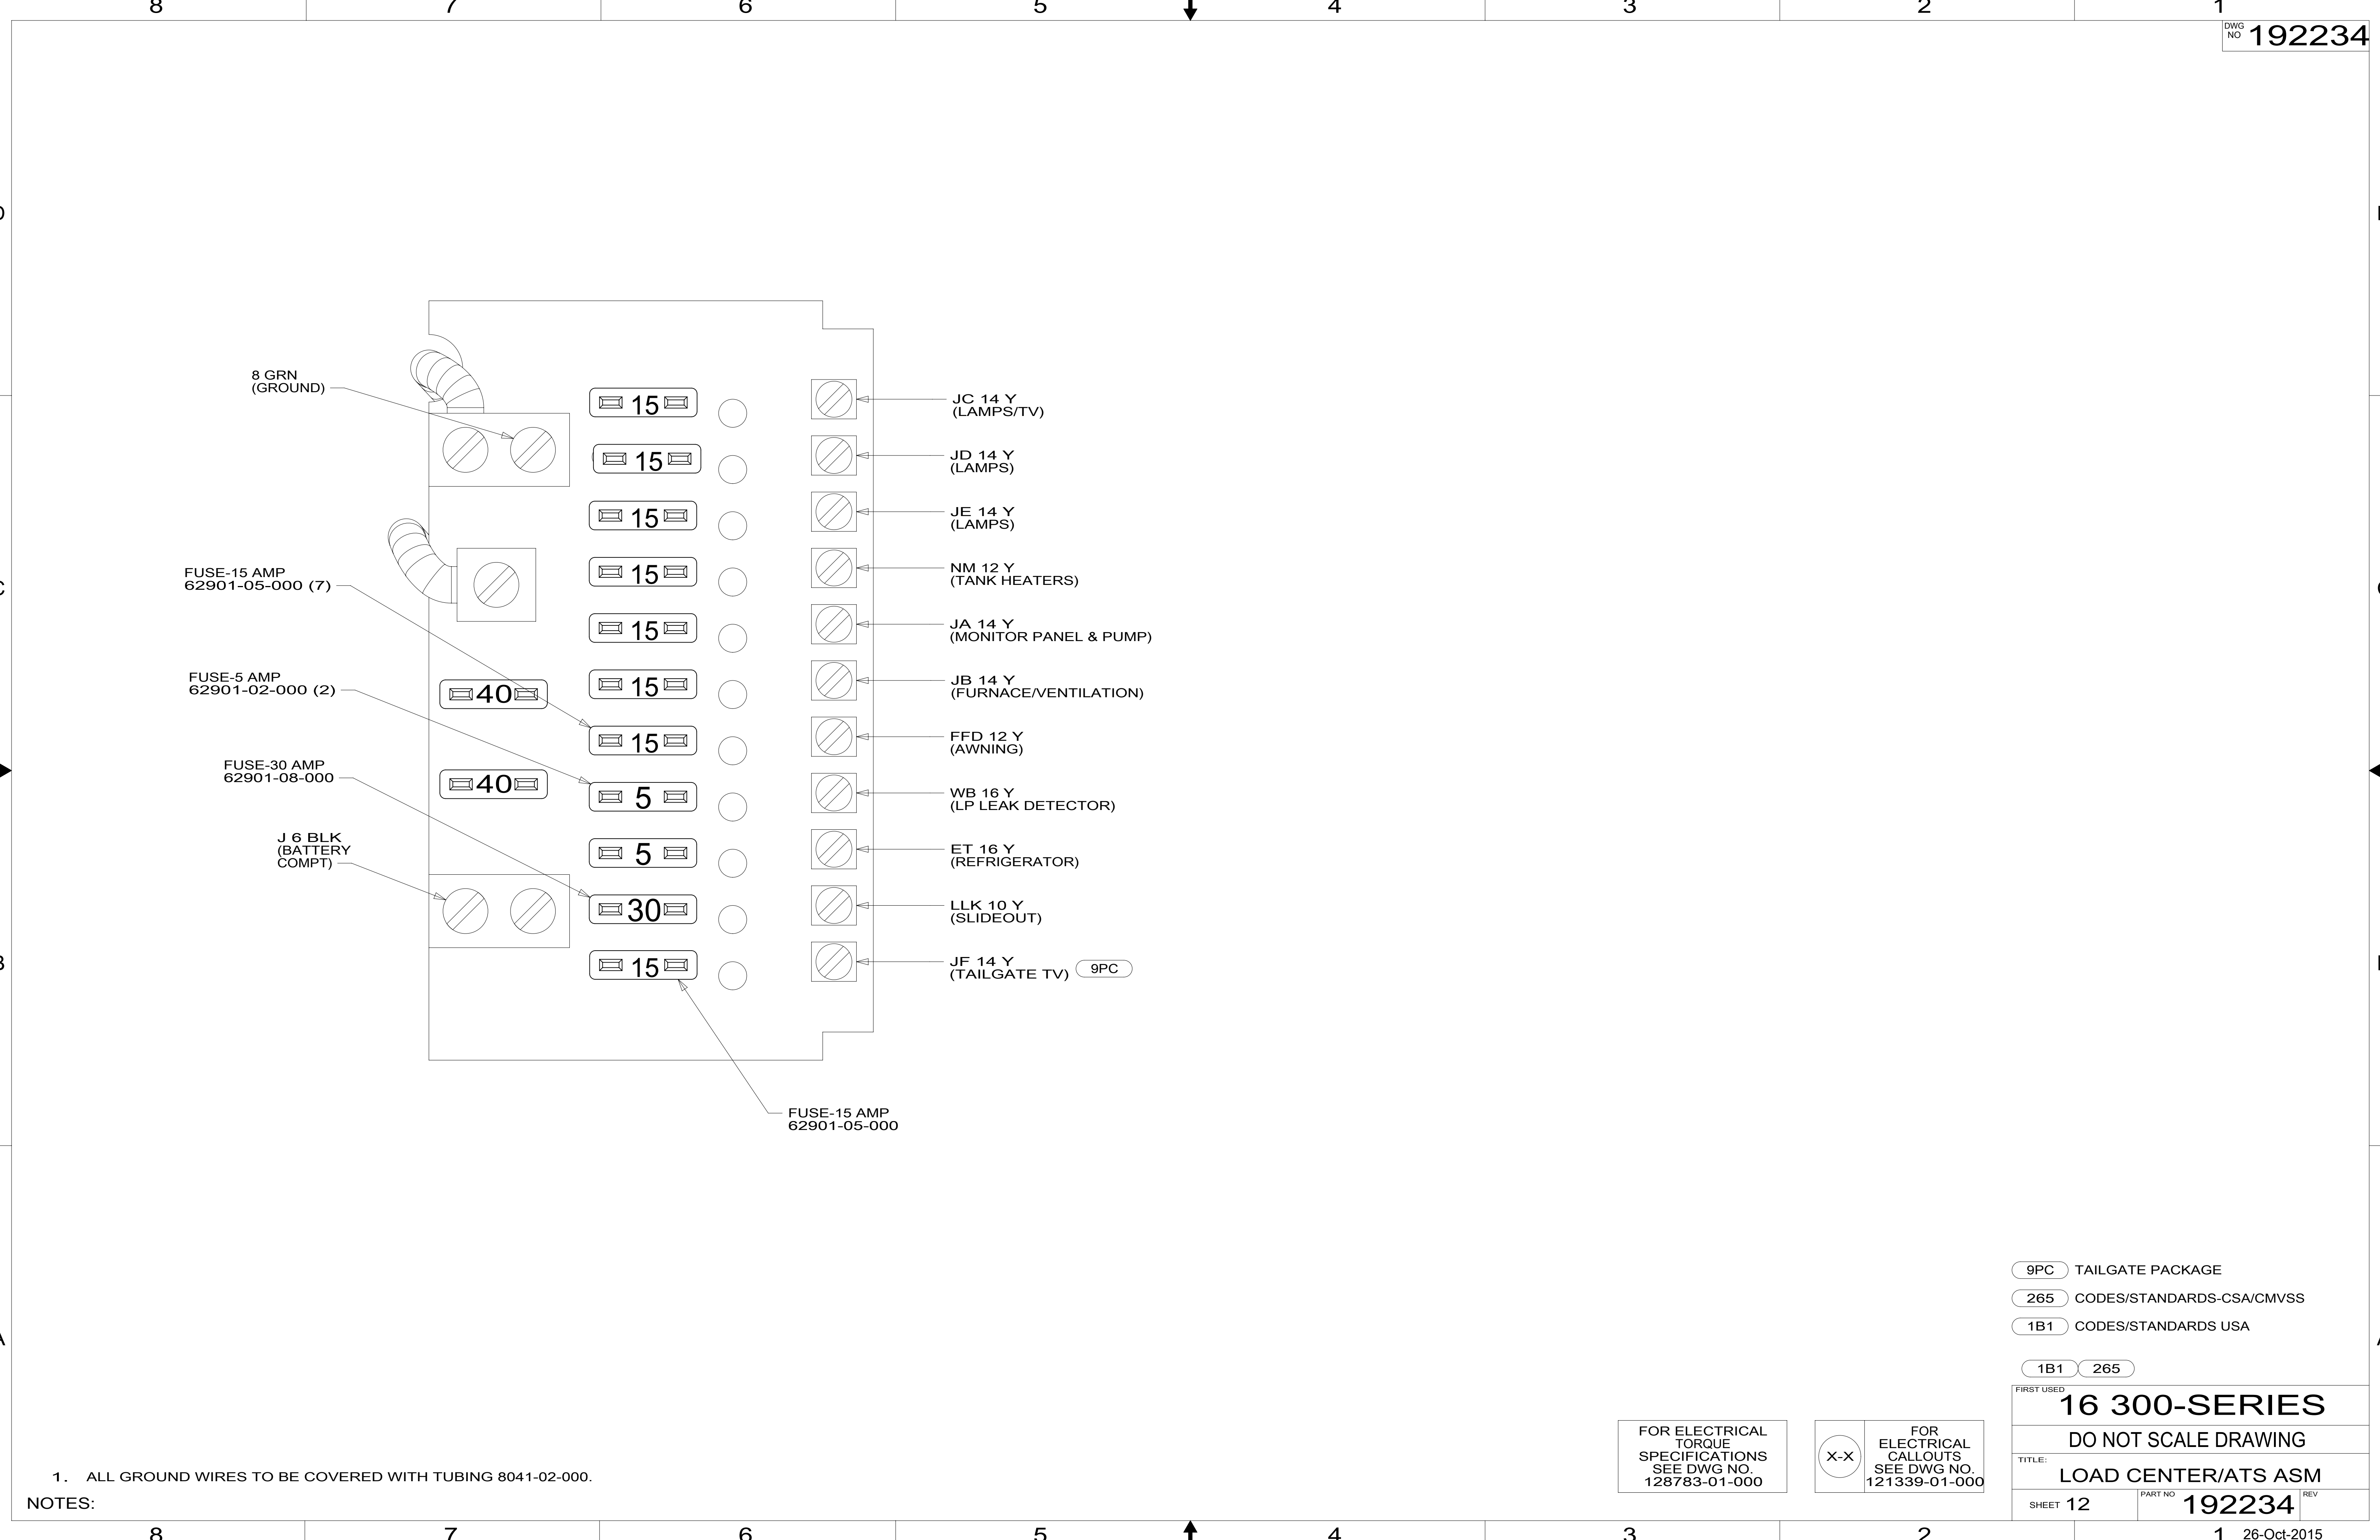 8 7 6 5 4 3 2 1
DWG
NO 192234
8 GRN
(GROUND)
FUSE-15 AMP
62901-05-000 (7)
FUSE-5 AMP
62901-02-000 (2)
FUSE-30 AMP
62901-08-000
J 6 BLK
(BATTERY
COMPT)
40
40
15
15
15
15
15
15
15
5
5
30
15
JC 14 Y
(LAMPS/TV)
JD 14 Y
(LAMPS)
JE 14 Y
(LAMPS)
NM 12 Y
(TANK HEATERS)
JA 14 Y
(MONITOR PANEL & PUMP)
JB 14 Y
(FURNACE/VENTILATION)
FFD 12 Y
(AWNING)
WB 16 Y
(LP LEAK DETECTOR)
ET 16 Y
(REFRIGERATOR)
LLK 10 Y
(SLIDEOUT)
JF 14 Y
(TAILGATE TV) 9PC
FUSE-15 AMP
62901-05-000
9PC TAILGATE PACKAGE
265 CODES/STANDARDS-CSA/CMVSS
1B1 CODES/STANDARDS USA
1B1 265
FIRST USED
16 300-SERIES
DO NOT SCALE DRAWING
TITLE:
LOAD CENTER/ATS ASM
SHEET 12
PART NO 192234
REV
FOR ELECTRICAL
TORQUE
SPECIFICATIONS
SEE DWG NO.
128783-01-000
X-X
FOR
ELECTRICAL
CALLOUTS
SEE DWG NO.
121339-01-000
1. ALL GROUND WIRES TO BE COVERED WITH TUBING 8041-02-000.
NOTES:
8 7 6 5 4 3 2 1
26-Oct-2015